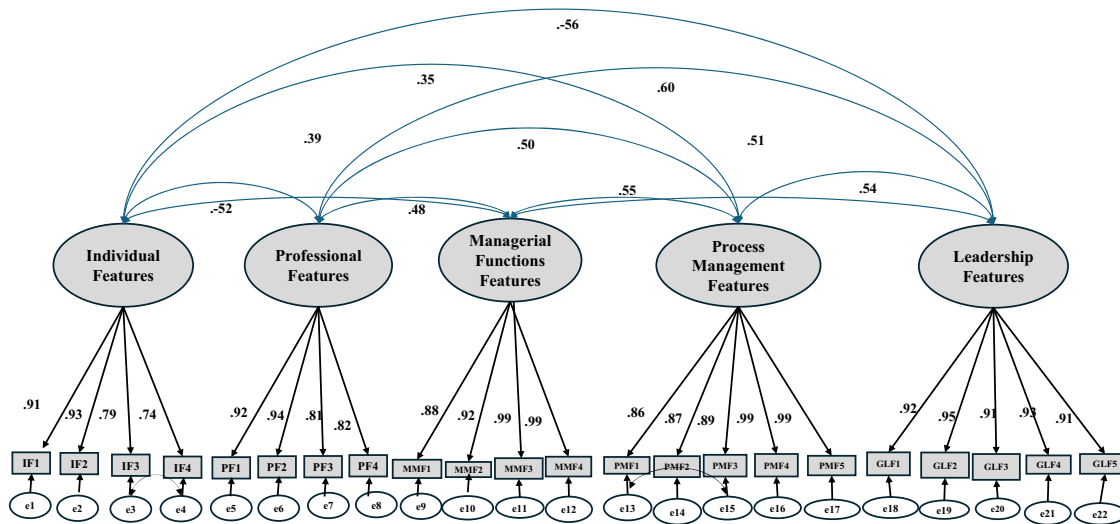 .-56
.35
.60
.39
.50
.51
.-52
.48
.55
.54
Individual
Features
Professional
Features
Managerial
Functions
Features
Process
Management
Features
Leadership
Features
.91
.93
.79
.74
.92
.94
.81
.82
.88
.92
.99
.99
.86
.87
.89
.99
.99
.92
.95
.91
.93
.91
IF1
IF2
IF3
IF4
PF1
PF2
PF3
PF4
MMF1
MMF2
MMF3
MMF4
PMF1
PMF2
PMF3
PMF4
PMF5
GLF1
GLF2
GLF3
GLF4
GLF5
e1
e2
e3
e4
e5
e6
e7
e8
e9
e10
e11
e12
e13
e14
e15
e16
e17
e18
e19
e20
e21
e22